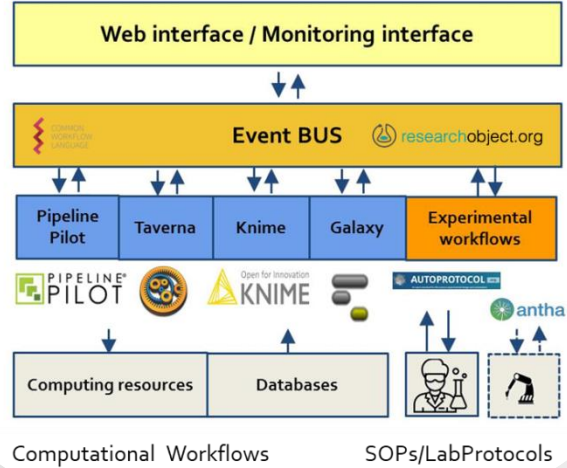 Web interface / Monitoring interface
COMMON
WORKFLOW
LANGUAGE
Event BUS
researchobject.org
Pipeline
Pilot
Taverna
Knime
Galaxy
Experimental
workflows
PIPELINE®
PILOT
Open for Innovation
KNIME
AUTOPROTOCOL
antha
Computing resources
Databases
Computational Workflows
SOPs/LabProtocols